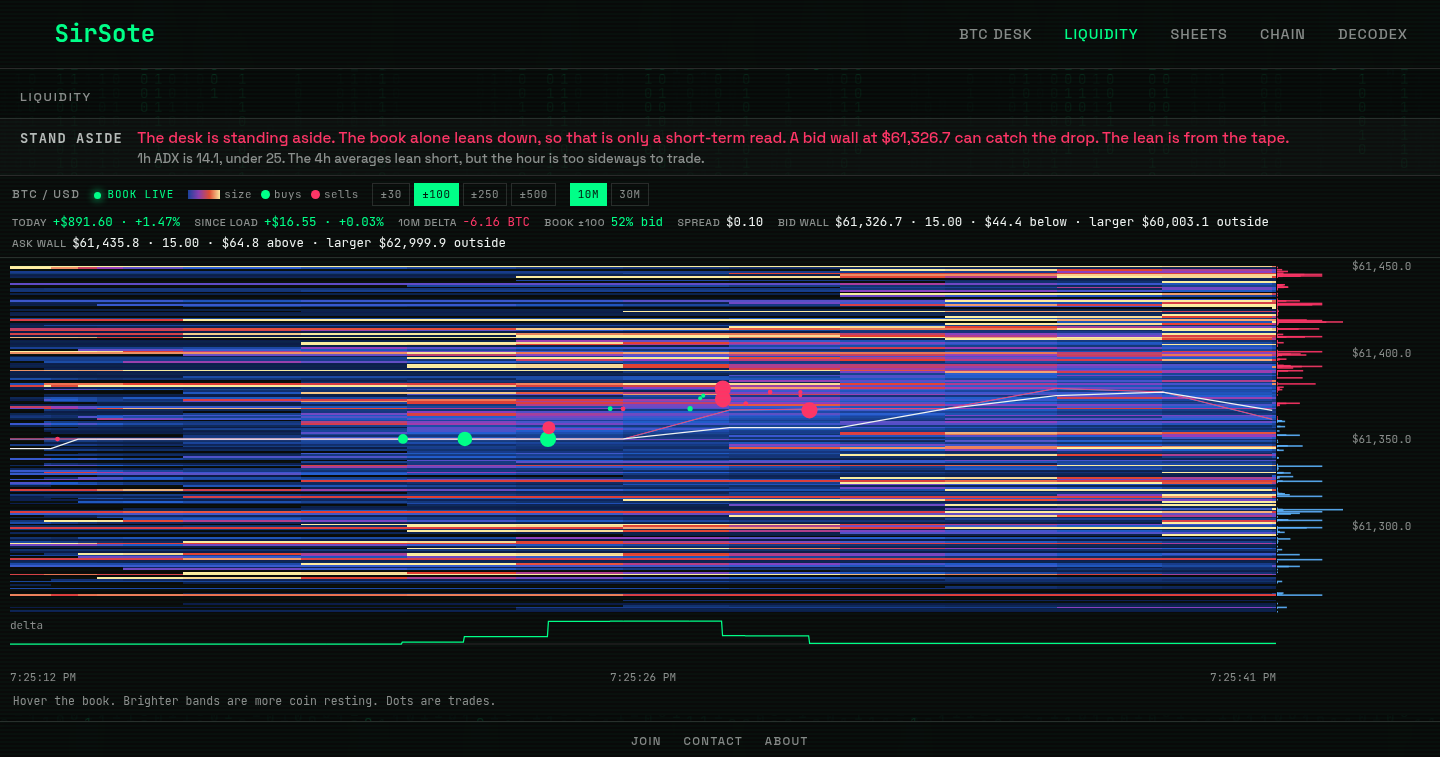 SirSote
BTC DESK LIQUIDITY SHEETS CHAIN DECODEX
LIQUIDITY
STAND ASIDE The desk is standing aside. The book alone leans down, so that is only a short-term read. A bid wall at $61,326.7 can catch the drop. The lean is from the tape.
1h ADX is 14.1, under 25. The 4h averages lean short, but the hour is too sideways to trade.
BTC / USD BOOK LIVE size buys sells ±30 ±100 ±250 ±500 10M 30M
TODAY +$891.60 · +1.47% SINCE LOAD +$16.55 · +0.03% 10M DELTA -6.16 BTC BOOK ±100 52% bid SPREAD $0.10 BID WALL $61,326.7 · 15.00 · $44.4 below · larger $60,003.1 outside
ASK WALL $61,435.8 · 15.00 · $64.8 above · larger $62,999.9 outside
$61,450.0
$61,400.0
$61,350.0
$61,300.0
delta
7:25:12 PM 7:25:26 PM 7:25:41 PM
Hover the book. Brighter bands are more coin resting. Dots are trades.
JOIN CONTACT ABOUT